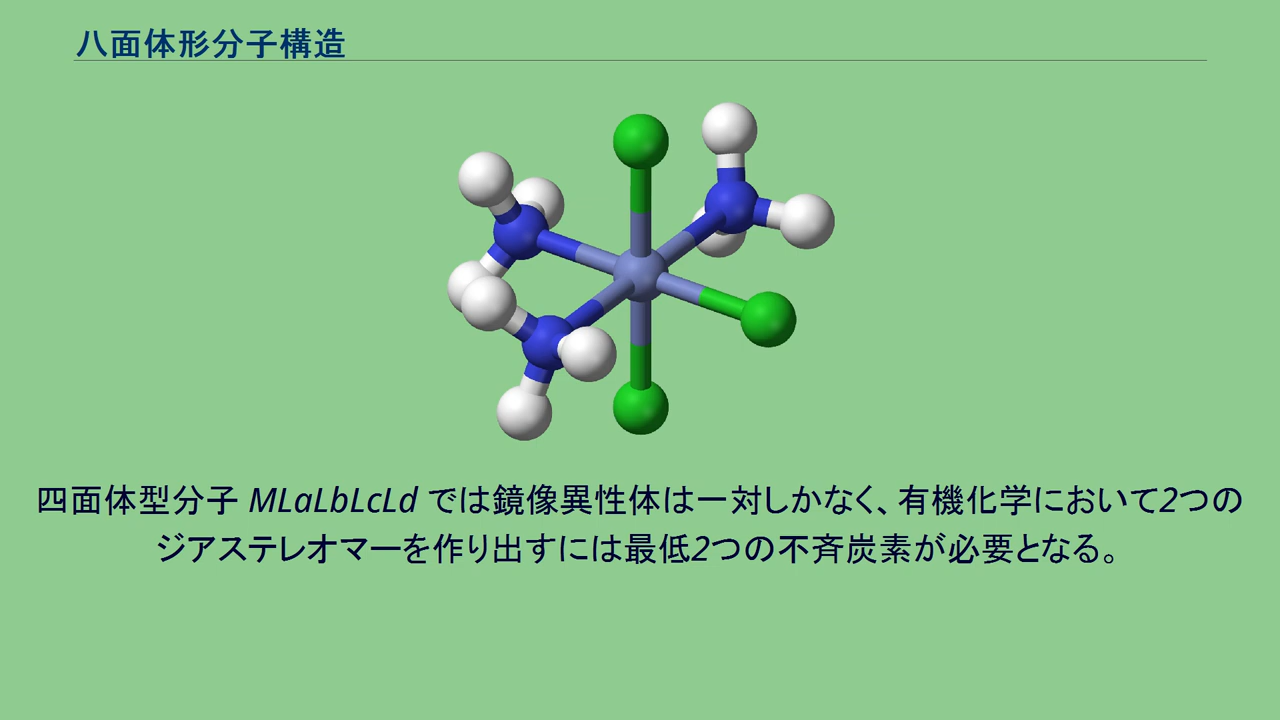 八面体形分子構造
四面体型分子 MLaLbLcLd では鏡像異性体は一対しかなく、有機化学において2つの
ジアステレオマーを作り出すには最低2つの不斉炭素が必要となる。